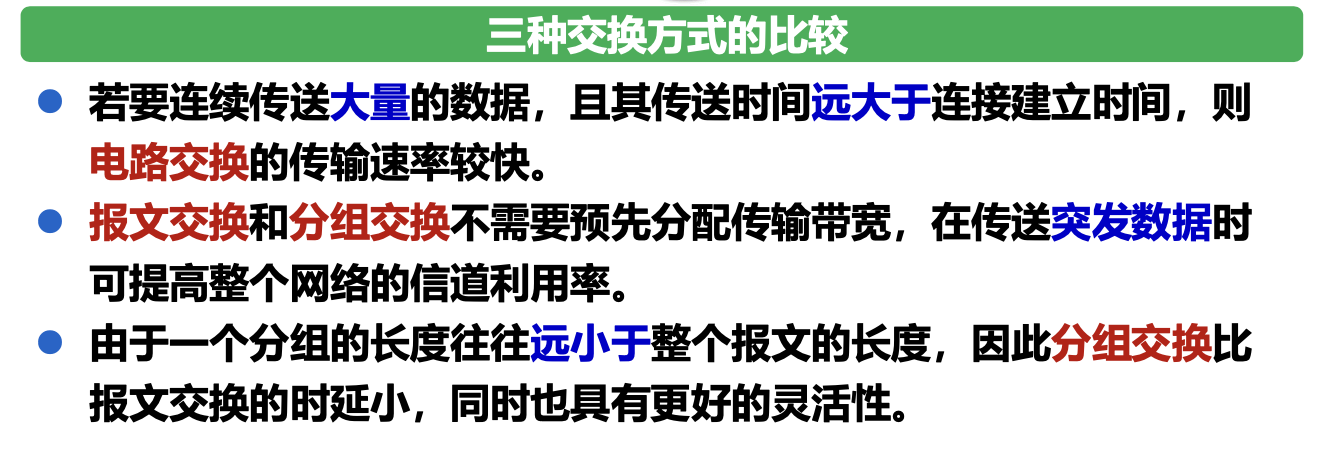 三种交换方式的比较
若要连续传送大量的数据，且其传送时间远大于连接建立时间，则
电路交换的传输速率较快。
报文交换和分组交换不需要预先分配传输带宽，在传送突发数据时
可提高整个网络的信道利用率。
由于一个分组的长度往往远小于整个报文的长度，因此分组交换比
报文交换的时延小，同时也具有更好的灵活性。